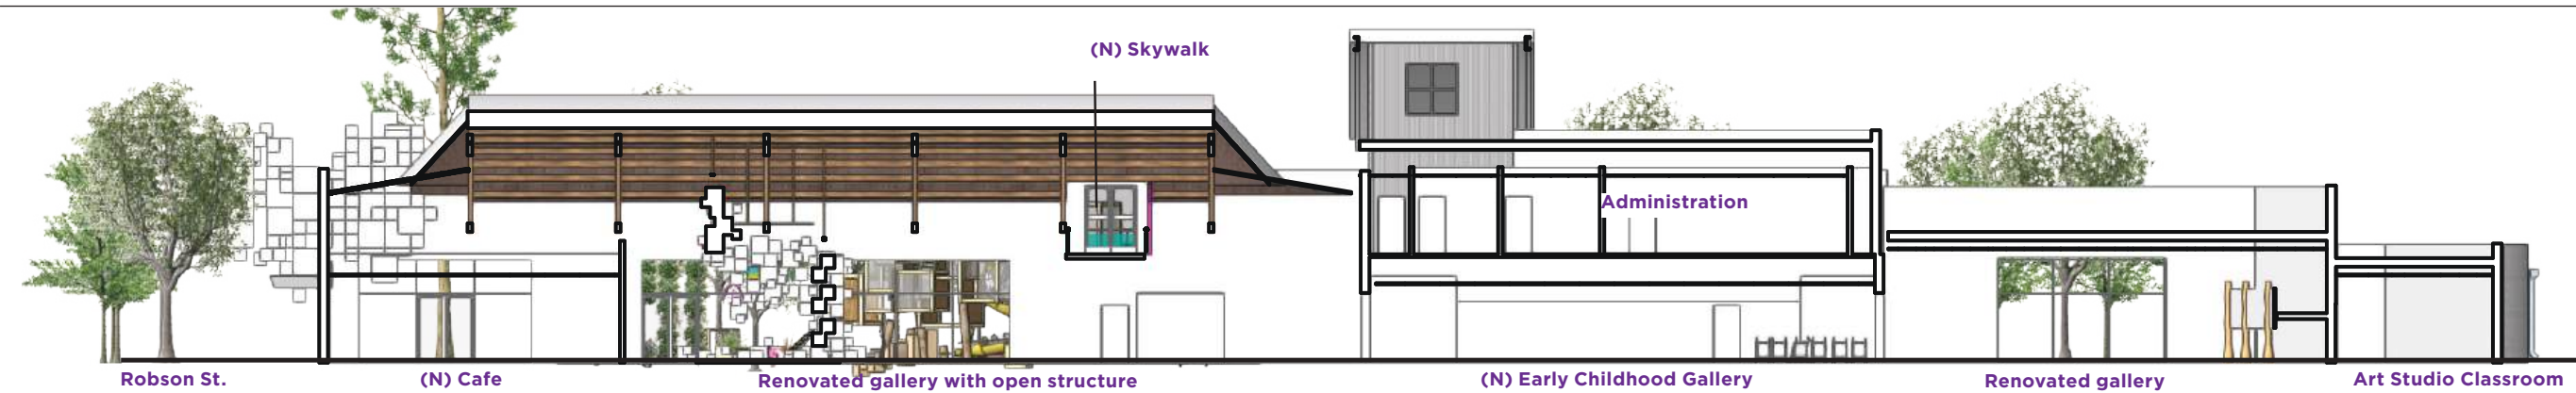 (N) Skywalk
Administration
Robson St.
(N) Cafe
Renovated gallery with open structure
(N) Early Childhood Gallery
Renovated gallery
Art Studio Classroom